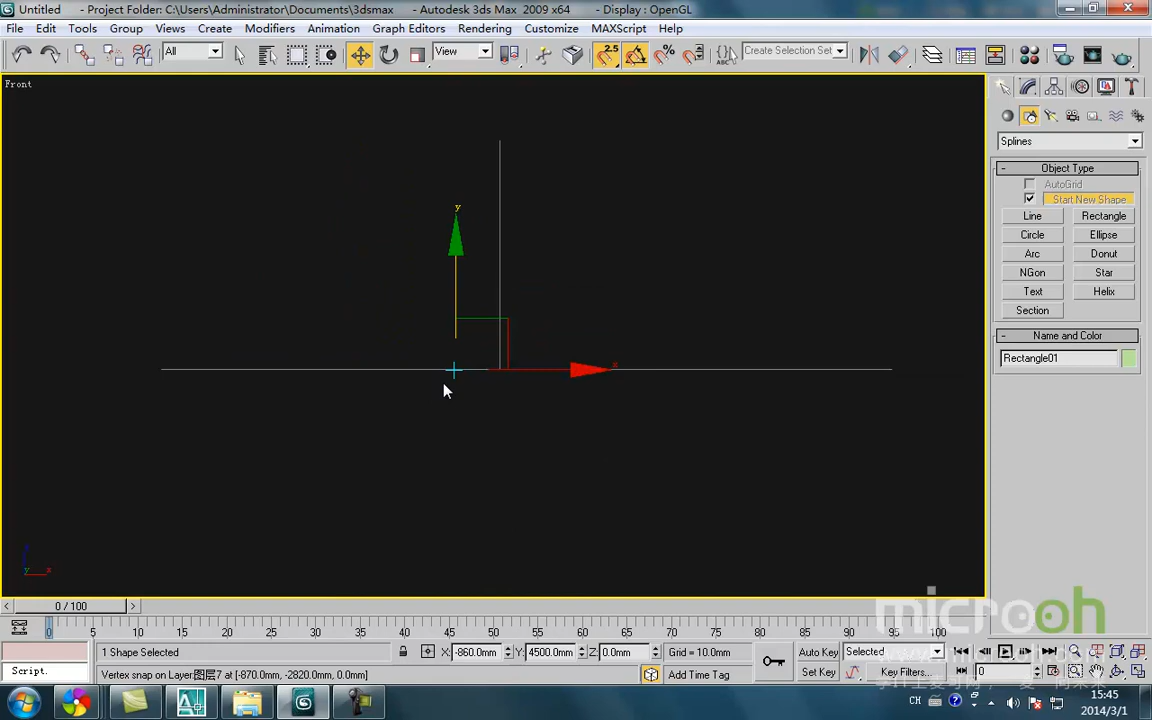 Untitled - Project Folder: C:\Users\Administrator\Documents\3dsmax - Autodesk 3ds Max 2009 x64 - Display : OpenGL
File Edit Tools Group Views Create Modifiers Animation Graph Editors Rendering Customize MAXScript Help
All View 2.5 ABC Create Selection Set
Front
Splines
- Object Type
AutoGrid
Start New Shape
Line Rectangle
Circle Ellipse
Arc Donut
NGon Star
Text Helix
Section
- Name and Color
Rectangle01
y
x
y x
microoh
< 0 / 100 >
0 5 10 15 20 25 30 35 40 45 50 55 60 65 70 75 80 85 90 95 100
1 Shape Selected X: -860.0mm Y: 4500.0mm Z: 0.0mm Grid = 10.0mm Auto Key Selected
Script. Vertex snap on Layer:图层7 at [-870.0mm, -2820.0mm, 0.0mm] Add Time Tag Set Key Key Filters... 0
CH 15:45
2014/3/1